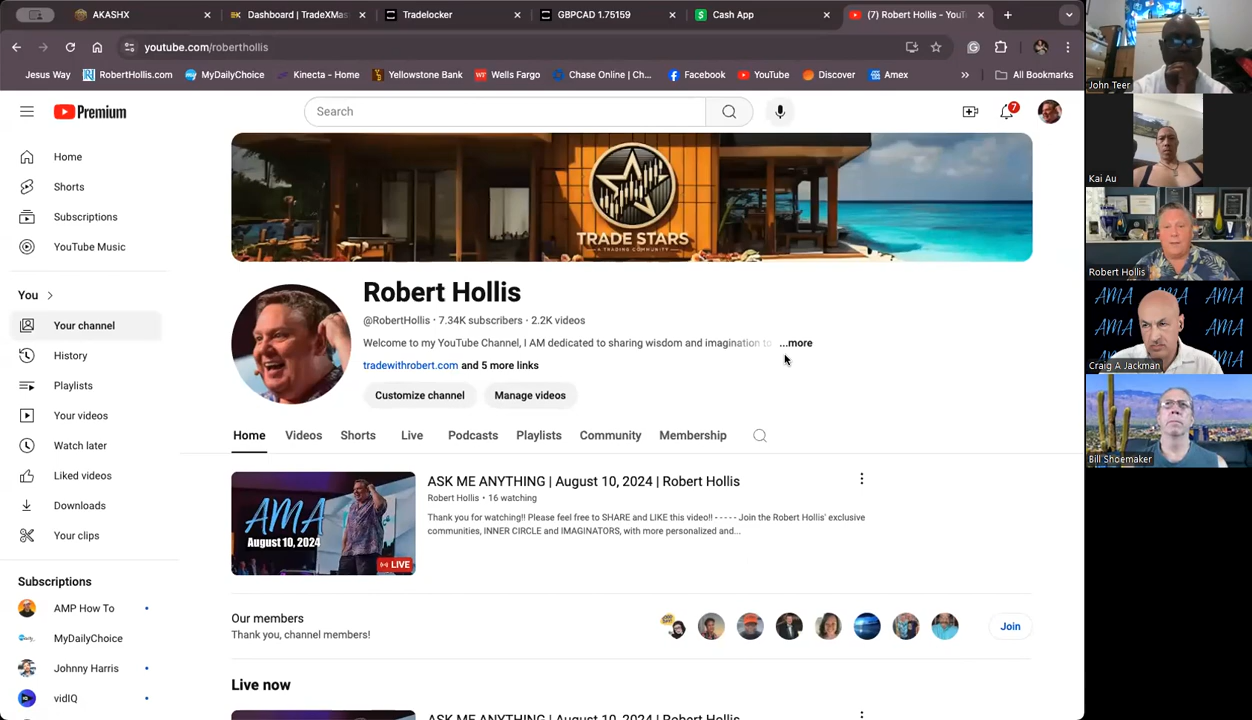 AKASHX
Dashboard | TradeXMas
Tradelocker
GBPCAD 1.75159
Cash App
(7) Robert Hollis - YouT
youtube.com/roberthollis
Jesus Way
RobertHollis.com
MyDailyChoice
Kinecta - Home
Yellowstone Bank
Wells Fargo
Chase Online | Ch...
Facebook
YouTube
Discover
Amex
All Bookmarks
Premium
Search
7
Home
Shorts
Subscriptions
YouTube Music
You
Your channel
History
Playlists
Your videos
Watch later
Liked videos
Downloads
Your clips
Subscriptions
AMP How To
MyDailyChoice
Johnny Harris
vidIQ
TRADE STARS
A TRADING COMMUNITY
Robert Hollis
@RobertHollis • 7.34K subscribers • 2.2K videos
Welcome to my YouTube Channel, I AM dedicated to sharing wisdom and imagination to ...more
tradewithrobert.com and 5 more links
Customize channel
Manage videos
Home
Videos
Shorts
Live
Podcasts
Playlists
Community
Membership
AMA
August 10, 2024
LIVE
ASK ME ANYTHING | August 10, 2024 | Robert Hollis
Robert Hollis • 16 watching
Thank you for watching!! Please feel free to SHARE and LIKE this video!! - - - - - Join the Robert Hollis' exclusive
communities, INNER CIRCLE and IMAGINATORS, with more personalized and...
Our members
Thank you, channel members!
Join
Live now
ASK ME ANYTHING | August 10, 2024 | Robert Hollis
John Teer
Kai Au
Robert Hollis
AMA
AMA
AMA
AMA
AMA
Craig A Jackman
Bill Shoemaker